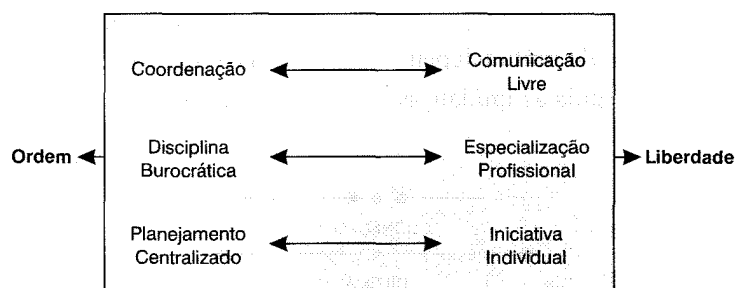 Coordenação
Comunicação
Livre
Ordem
Disciplina
Burocrática
Especialização
Profissional
Liberdade
Planejamento
Centralizado
Iniciativa
Individual